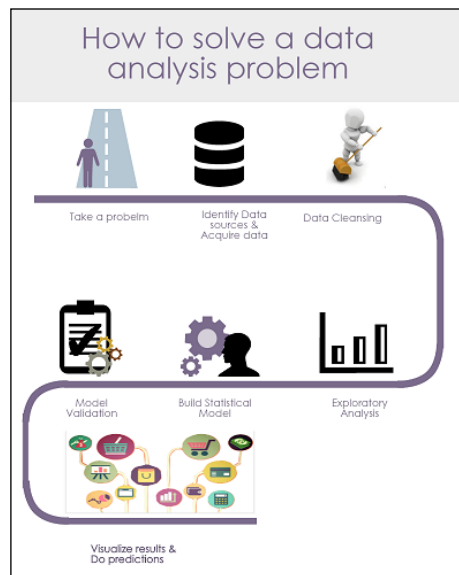 How to solve a data
analysis problem
Take a probelm
Identify Data
sources &
Acquire data
Data Cleansing
Model
Validation
Build Statistical
Model
Exploratory
Analysis
Visualize results &
Do predictions